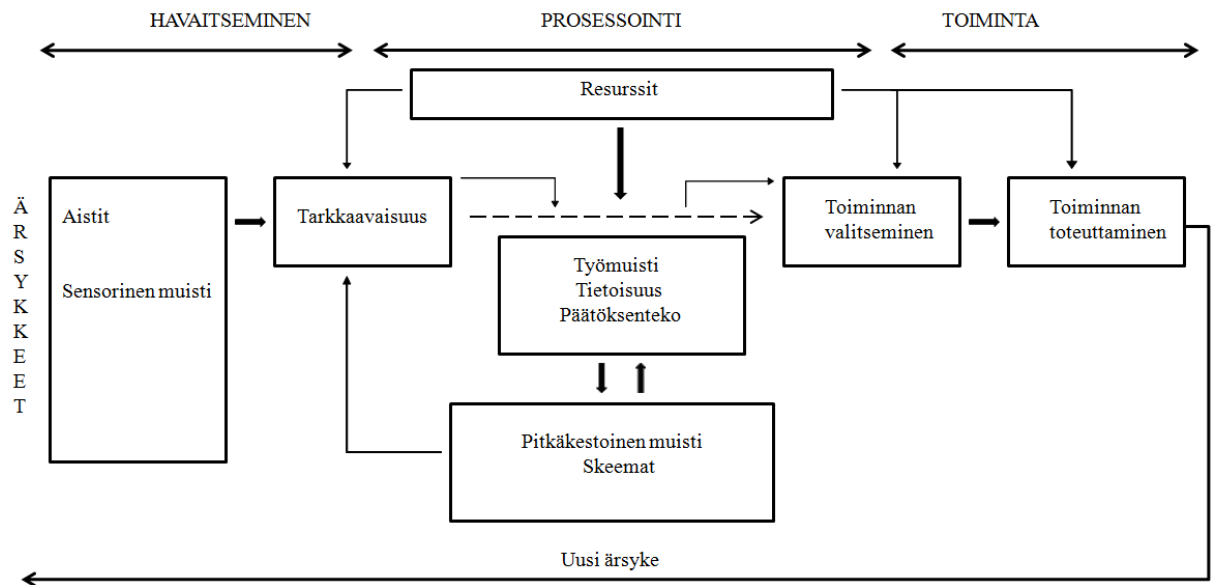 HAVAITSEMINEN
PROSESSOINTI
TOIMINTA
Resurssit
ÄRSYKKEET
Aistit
Sensorinen muisti
Tarkkaavaisuus
Työmuisti
Tietoisuus
Päätöksenteko
Toiminnan
valitseminen
Toiminnan
toteuttaminen
Pitkäkestoinen muisti
Skeemat
Uusi ärsyke